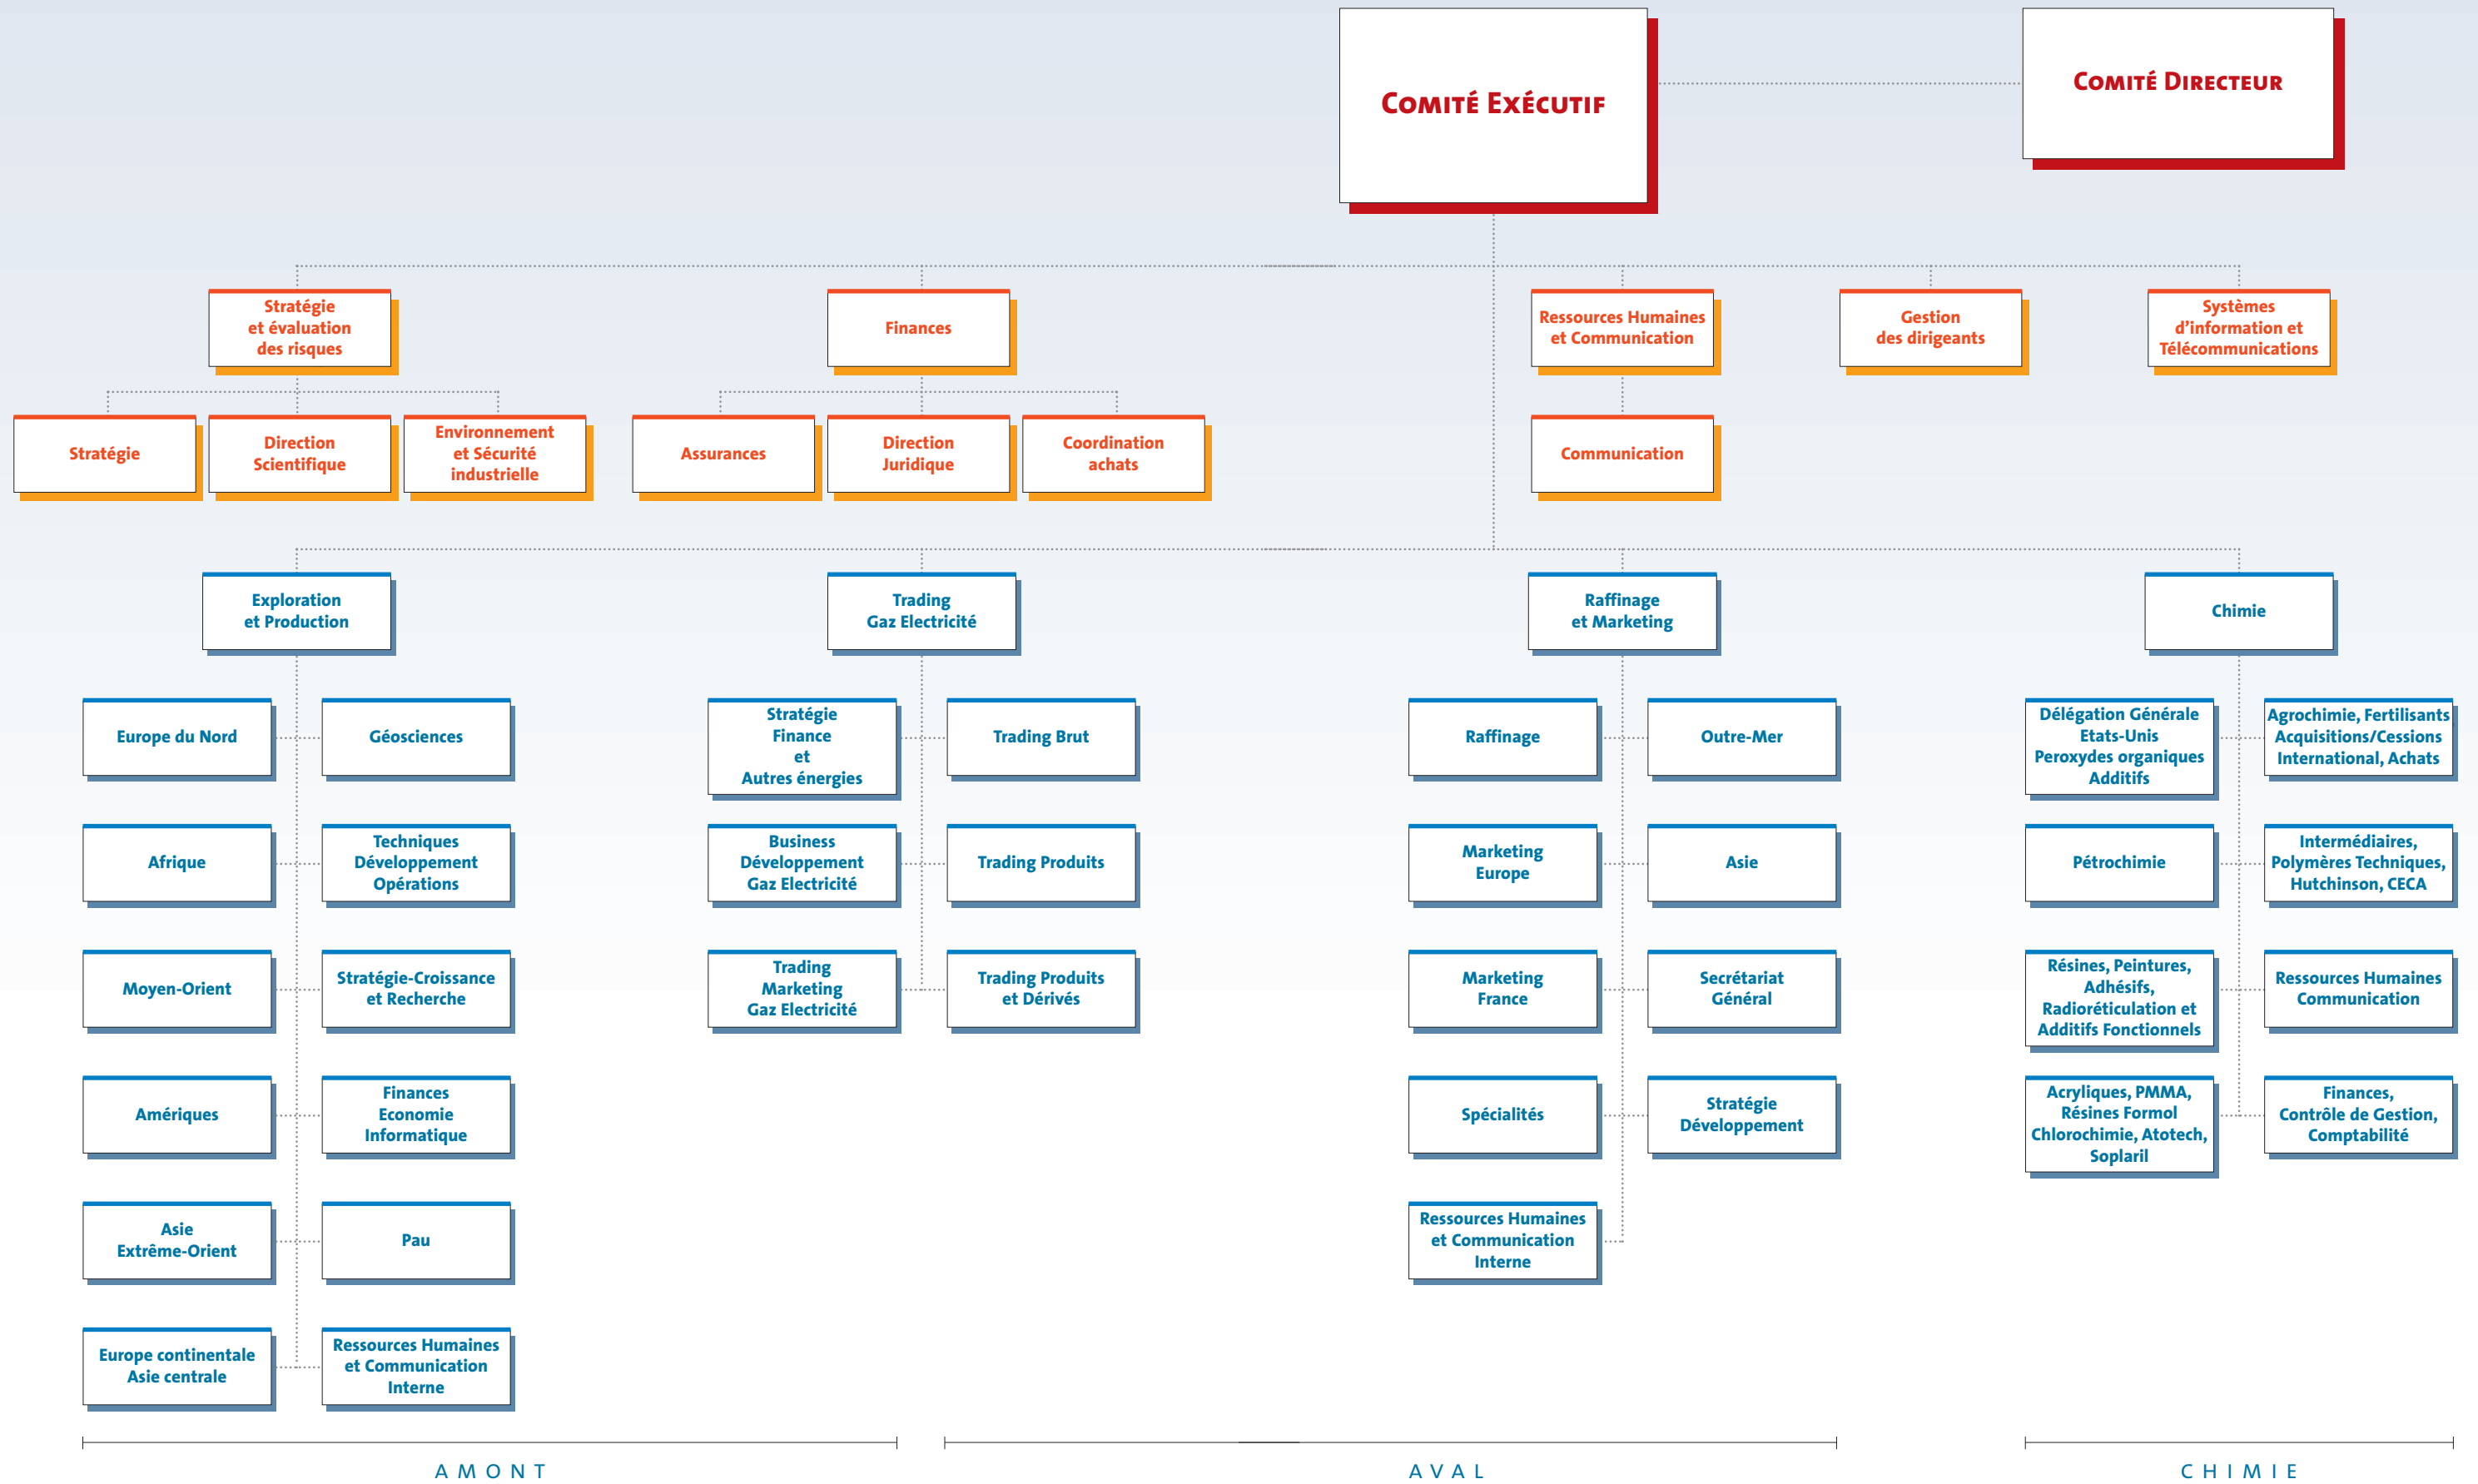 COMITÉ EXÉCUTIF
COMITÉ DIRECTEUR
Stratégie
et évaluation
des risques
Finances
Ressources Humaines
et Communication
Gestion
des dirigeants
Systèmes
d'information et
Télécommunications
Stratégie
Direction
Scientifique
Environnement
et Sécurité
industrielle
Assurances
Direction
Juridique
Coordination
achats
Communication
Exploration
et Production
Trading
Gaz Electricité
Raffinage
et Marketing
Chimie
Europe du Nord
Géosciences
Afrique
Techniques
Développement
Opérations
Moyen-Orient
Stratégie-Croissance
et Recherche
Amériques
Finances
Economie
Informatique
Asie
Extrême-Orient
Pau
Europe continentale
Asie centrale
Ressources Humaines
et Communication
Interne
Stratégie
Finance
et
Autres énergies
Trading Brut
Business
Développement
Gaz Electricité
Trading Produits
Trading
Marketing
Gaz Electricité
Trading Produits
et Dérivés
Raffinage
Outre-Mer
Marketing
Europe
Asie
Marketing
France
Secrétariat
Général
Spécialités
Stratégie
Développement
Ressources Humaines
et Communication
Interne
Délégation Générale
Etats-Unis
Peroxydes organiques
Additifs
Agrochimie, Fertilisants
Acquisitions/Cessions
International, Achats
Pétrochimie
Intermédiaires,
Polymères Techniques,
Hutchinson, CECA
Résines, Peintures,
Adhésifs,
Radioréticulation et
Additifs Fonctionnels
Ressources Humaines
Communication
Acryliques, PMMA,
Résines Formol
Chlorochimie, Atotech,
Soplaril
Finances,
Contrôle de Gestion,
Comptabilité
AMONT
AVAL
CHIMIE